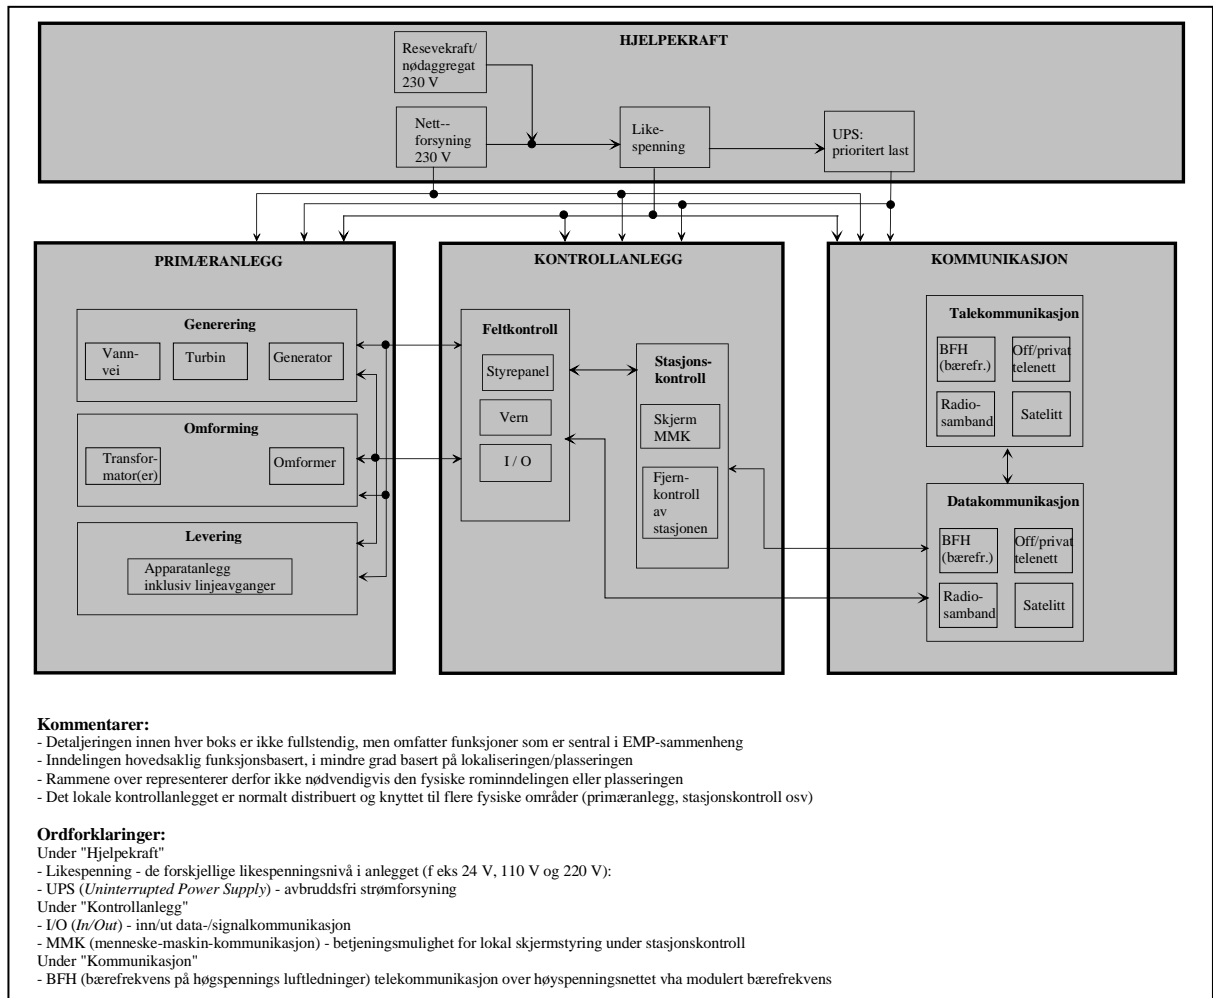 HJELPEKRAFT
Resevekraft/
nødaggregat
230 V
Nett--
forsyning
230 V
Like-
spenning
UPS:
prioritert last
PRIMÆRANLEGG
Generering
Vann-
vei
Turbin
Generator
Omforming
Transfor-
mator(er)
Omformer
Levering
Apparatanlegg
inklusiv linjeavganger
KONTROLLANLEGG
Feltkontroll
Styrepanel
Vern
I / O
Stasjons-
kontroll
Skjerm
MMK
Fjern-
kontroll
av
stasjonen
KOMMUNIKASJON
Talekommunikasjon
BFH
(bærefr.)
Off/privat
telenett
Radio-
samband
Satelitt
Datakommunikasjon
BFH
(bærefr.)
Off/privat
telenett
Radio-
samband
Satelitt
Kommentarer:
- Detaljeringen innen hver boks er ikke fullstendig, men omfatter funksjoner som er sentral i EMP-sammenheng
- Inndelingen hovedsaklig funksjonsbasert, i mindre grad basert på lokaliseringen/plasseringen
- Rammene over representerer derfor ikke nødvendigvis den fysiske rominndelingen eller plasseringen
- Det lokale kontrollanlegget er normalt distribuert og knyttet til flere fysiske områder (primæranlegg, stasjonskontroll osv)
Ordforklaringer:
Under "Hjelpekraft"
- Likespenning - de forskjellige likespenningsnivå i anlegget (f eks 24 V, 110 V og 220 V):
- UPS (Uninterrupted Power Supply) - avbruddsfri strømforsyning
Under "Kontrollanlegg"
- I/O (In/Out) - inn/ut data-/signalkommunikasjon
- MMK (menneske-maskin-kommunikasjon) - betjeningsmulighet for lokal skjermstyring under stasjonskontroll
Under "Kommunikasjon"
- BFH (bærefrekvens på høgspennings luftledninger) telekommunikasjon over høyspenningsnettet vha modulert bærefrekvens